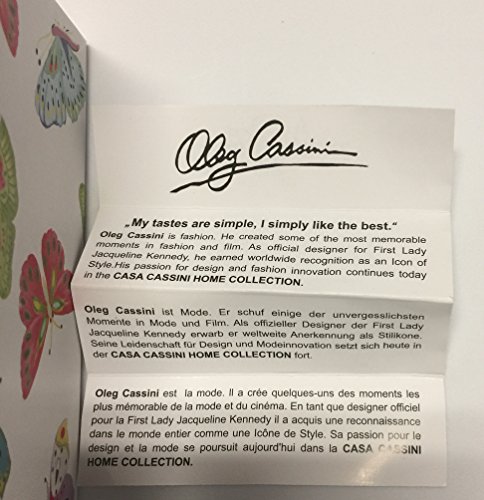 Oleg Cassini
„My tastes are simple, I simply like the best.“
Oleg Cassini is fashion. He created some of the most memorable
moments in fashion and film. As official designer for First Lady
Jacqueline Kennedy, he earned worldwide recognition as an Icon of
Style.His passion for design and fashion innovation continues today
in the CASA CASSINI HOME COLLECTION.
Oleg Cassini ist Mode. Er schuf einige der unvergesslichsten
Momente in Mode und Film. Als offizieller Designer der First Lady
Jacqueline Kennedy erwarb er weltweite Anerkennung als Stilikone.
Seine Leidenschaft für Design und Modeinnovation setzt sich heute in
der CASA CASSINI HOME COLLECTION fort.
Oleg Cassini est la mode. Il a crée quelques-uns des moments les
plus mémorable de la mode et du cinéma. En tant que designer officiel
pour la First Lady Jacqueline Kennedy il a acquis une reconnaissance
dans le monde entier comme une Icône de Style. Sa passion pour le
design et la mode se poursuit aujourd'hui dans la CASA CASSINI
HOME COLLECTION.